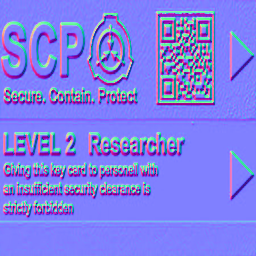 SCP
Secure. Contain. Protect
LEVEL 2 Researcher
Giving this key card to personell with
an insufficient security clearance is
strictly forbidden